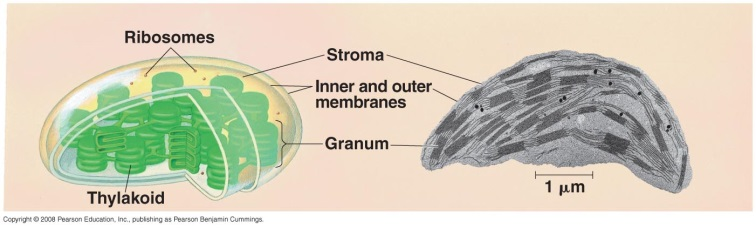 Ribosomes
Stroma
Inner and outer
membranes
Granum
Thylakoid
1 µm
Copyright © 2008 Pearson Education, Inc., publishing as Pearson Benjamin Cummings.